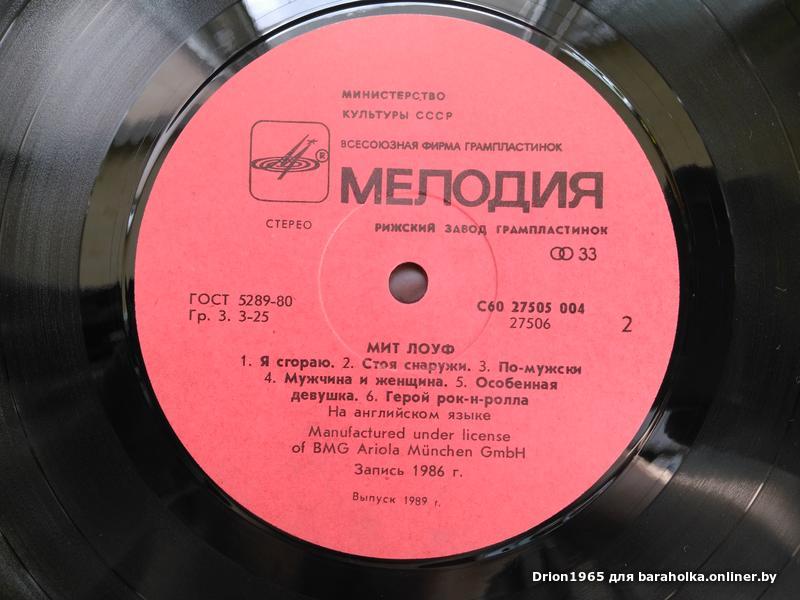 МИНИСТЕРСТВО
КУЛЬТУРЫ СССР
ВСЕСОЮЗНАЯ ФИРМА ГРАМПЛАСТИНОК
®
МЕЛОДИЯ
СТЕРЕО
РИЖСКИЙ ЗАВОД ГРАМПЛАСТИНОК
33
ГОСТ 5289-80
Гр. 3. 3-25
С60 27505 004
27506
2
МИТ ЛОУФ
1. Я сгораю. 2. Стоя снаружи. 3. По-мужски
4. Мужчина и женщина. 5. Особенная
девушка. 6. Герой рок-н-ролла
На английском языке
Manufactured under license
of BMG Ariola München GmbH
Запись 1986 г.
Выпуск 1989 г.
Drion1965 для baraholka.onliner.by